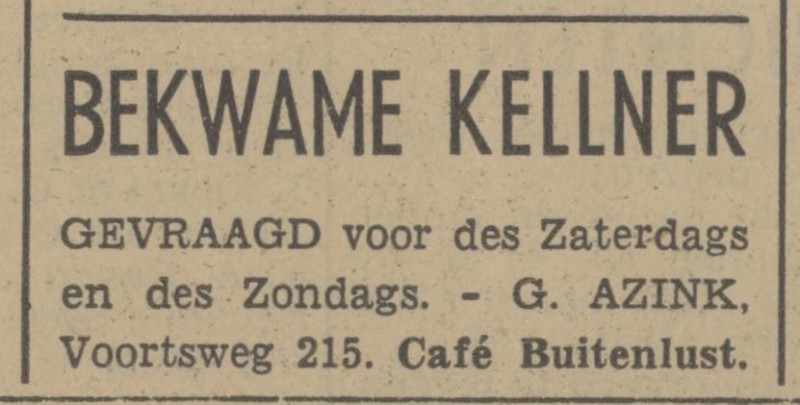 BEKWAME KELLNER
GEVRAAGD voor des Zaterdags
en des Zondags. - G. AZINK,
Voortsweg 215. Café Buitenlust.